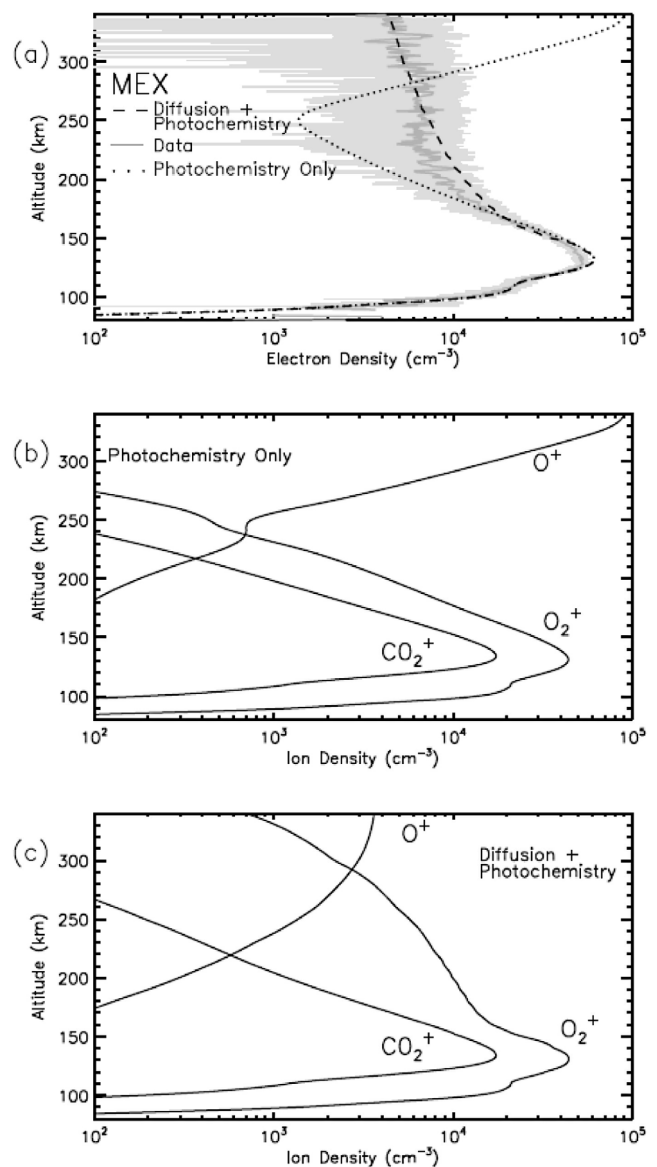 (a)
MEX
Diffusion +
Photochemistry
Data
Photochemistry Only
Altitude (km)
300
250
200
150
100
10²
10³
10⁴
10⁵
Electron Density (cm⁻³)
(b)
Photochemistry Only
O⁺
O₂⁺
CO₂⁺
Altitude (km)
300
250
200
150
100
10²
10³
10⁴
10⁵
Ion Density (cm⁻³)
(c)
O⁺
Diffusion +
Photochemistry
O₂⁺
CO₂⁺
Altitude (km)
300
250
200
150
100
10²
10³
10⁴
10⁵
Ion Density (cm⁻³)